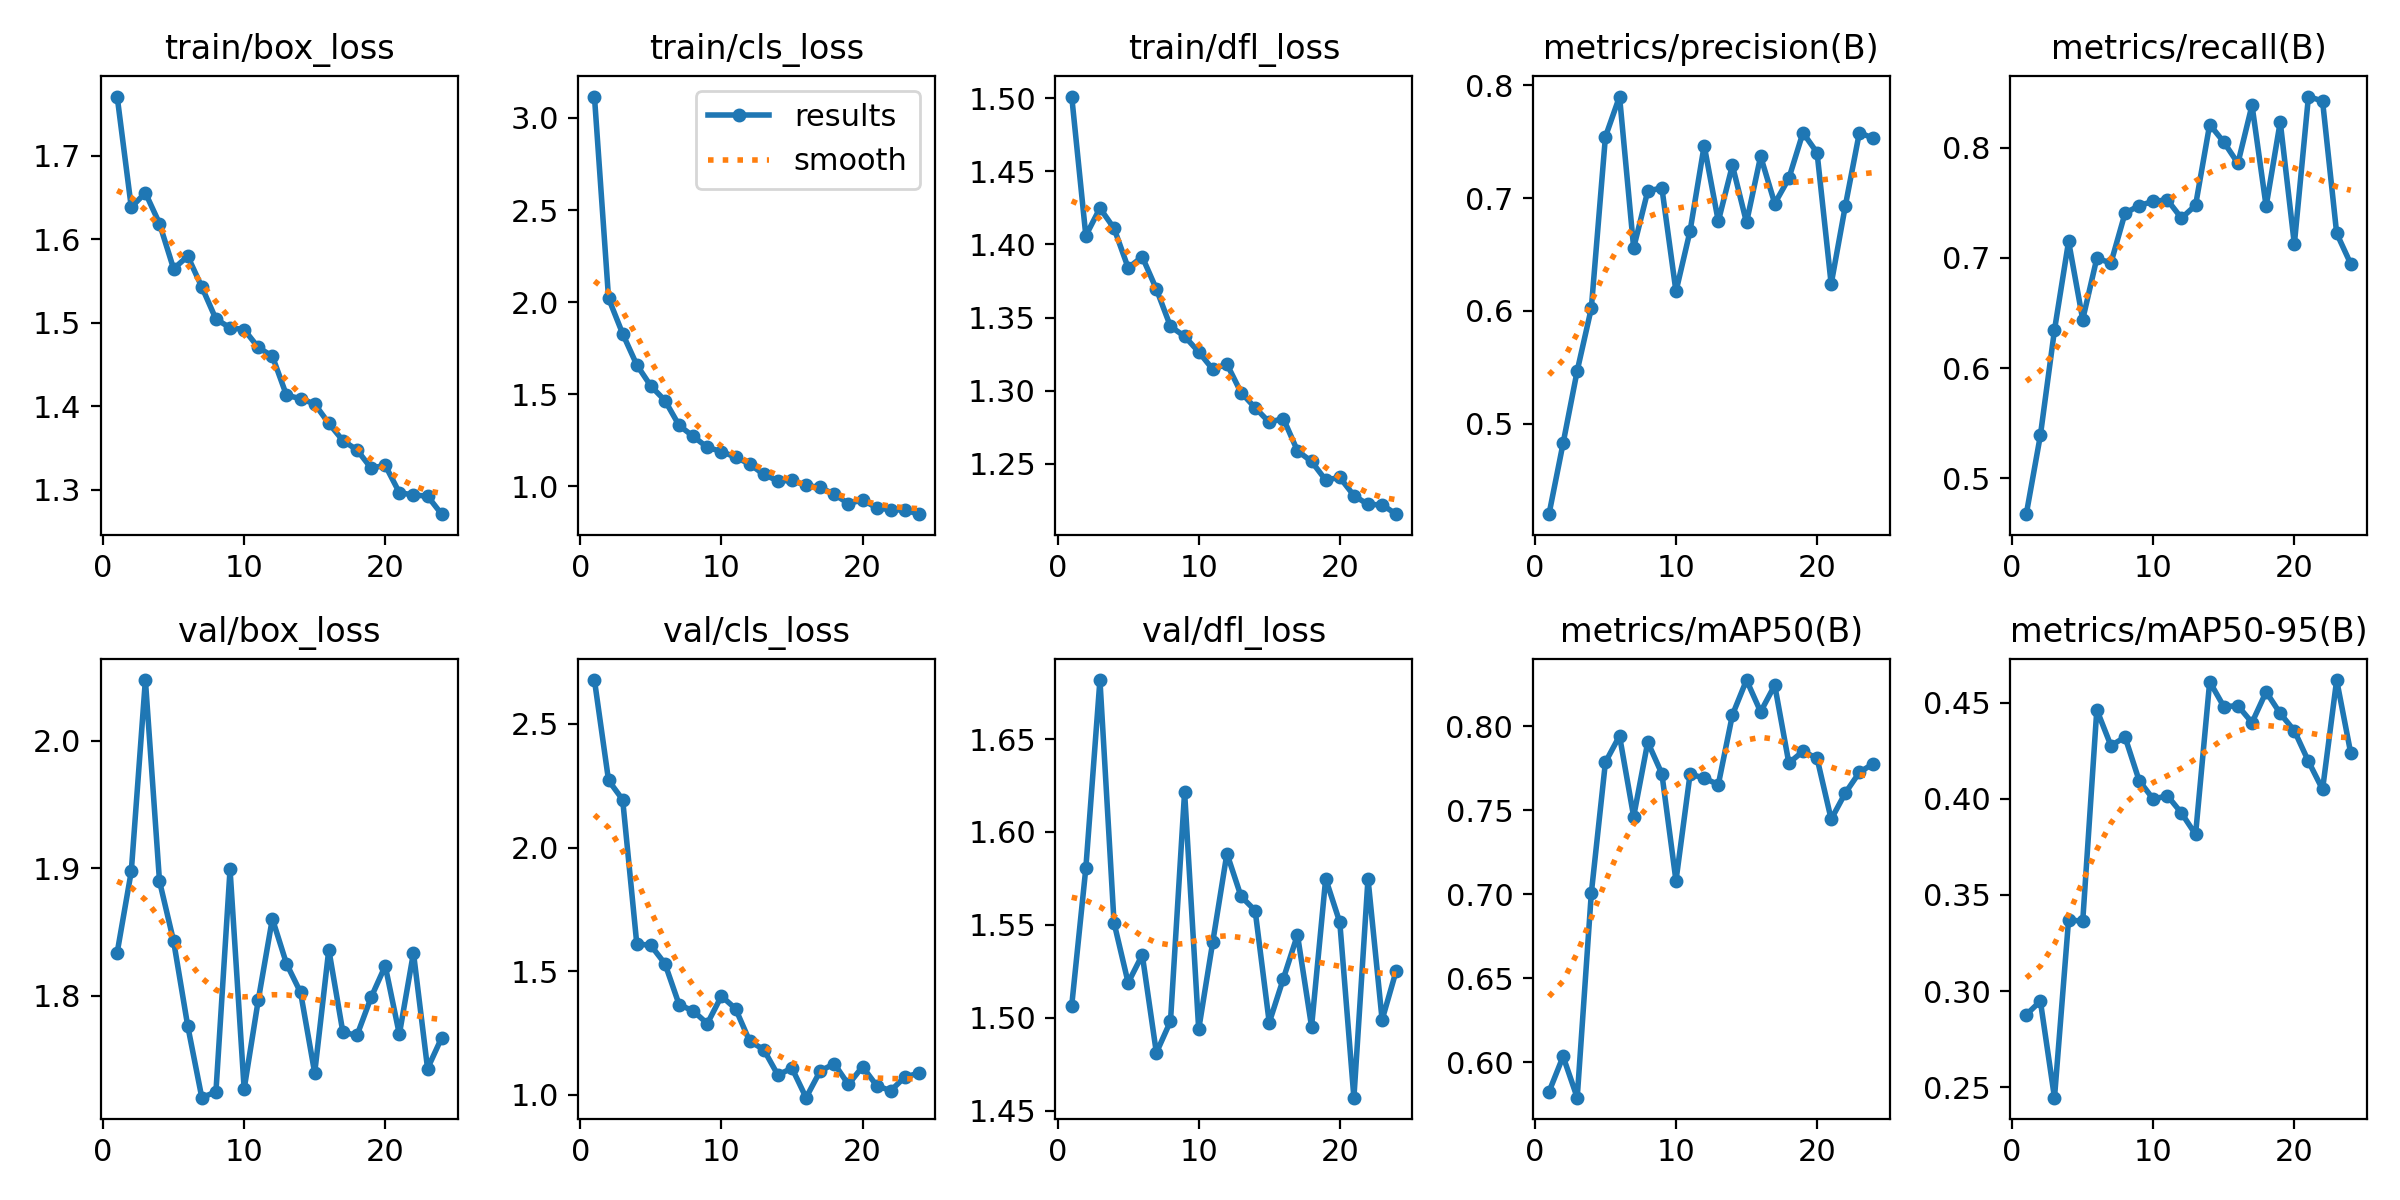 train/box_loss
train/cls_loss
train/dfl_loss
metrics/precision(B)
metrics/recall(B)
1.7
1.6
1.5
1.4
1.3
0 10 20
3.0
2.5
2.0
1.5
1.0
results
smooth
0 10 20
1.50
1.45
1.40
1.35
1.30
1.25
0 10 20
0.8
0.7
0.6
0.5
0 10 20
0.8
0.7
0.6
0.5
0 10 20
val/box_loss
val/cls_loss
val/dfl_loss
metrics/mAP50(B)
metrics/mAP50-95(B)
2.0
1.9
1.8
0 10 20
2.5
2.0
1.5
1.0
0 10 20
1.65
1.60
1.55
1.50
1.45
0 10 20
0.80
0.75
0.70
0.65
0.60
0 10 20
0.45
0.40
0.35
0.30
0.25
0 10 20